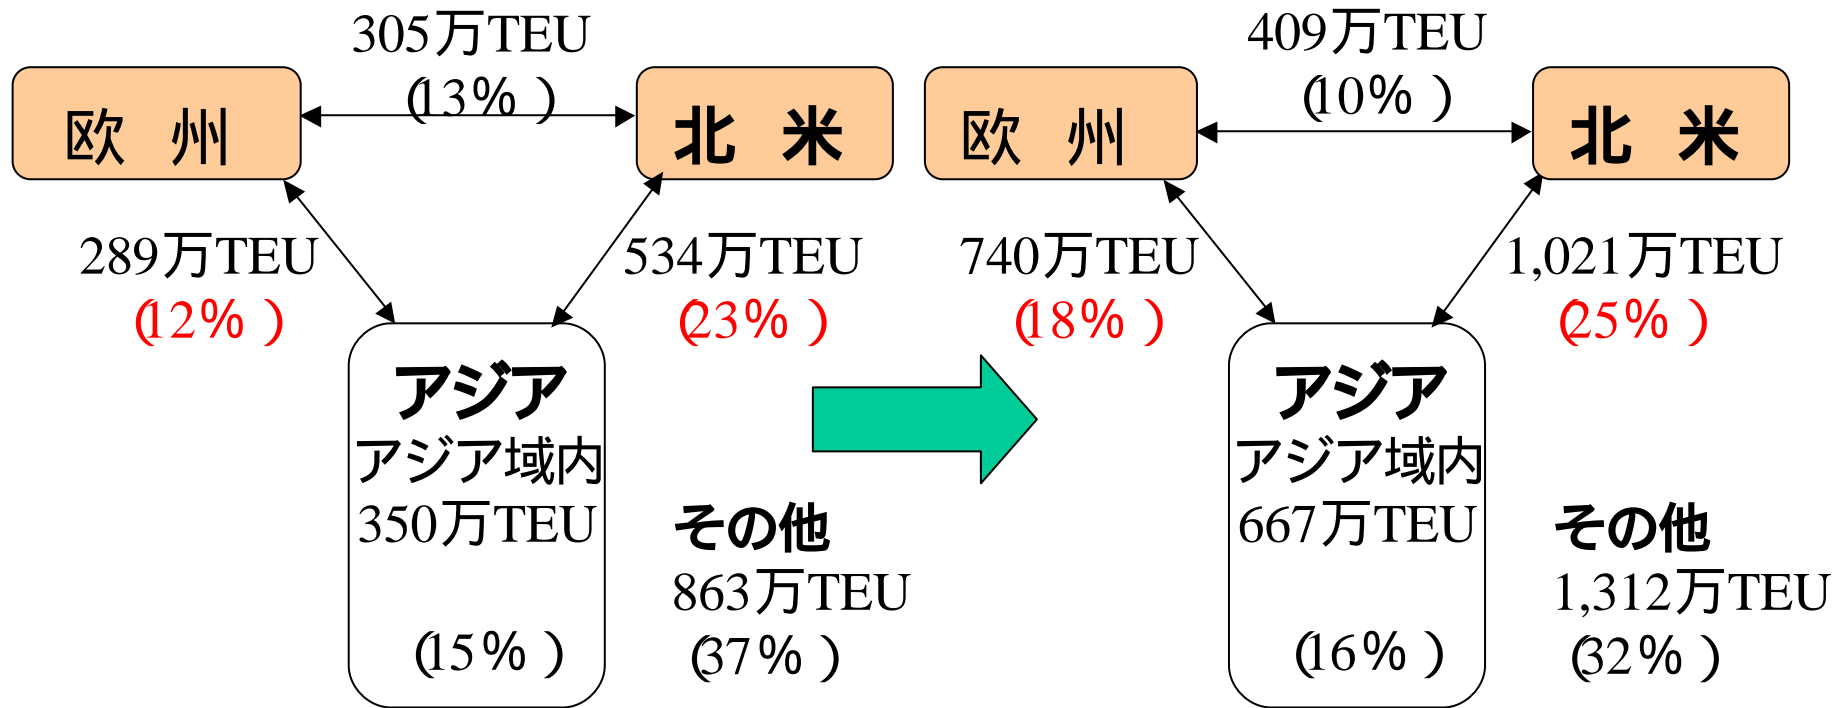 305万TEU
(13%)
欧 州
北 米
289万TEU
(12%)
534万TEU
(23%)
アジア
アジア域内
350万TEU
(15%)
その他
863万TEU
(37%)
409万TEU
(10%)
欧 州
北 米
740万TEU
(18%)
1,021万TEU
(25%)
アジア
アジア域内
667万TEU
(16%)
その他
1,312万TEU
(32%)